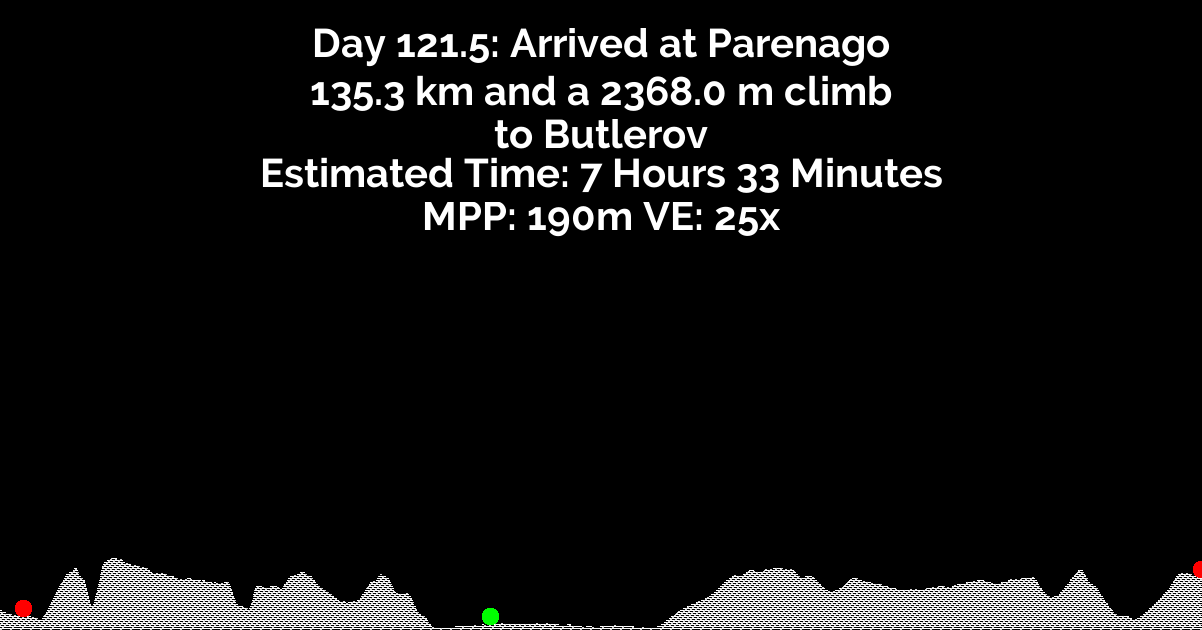 Day 121.5: Arrived at Parenago
135.3 km and a 2368.0 m climb
to Butlerov
Estimated Time: 7 Hours 33 Minutes
MPP: 190m VE: 25x